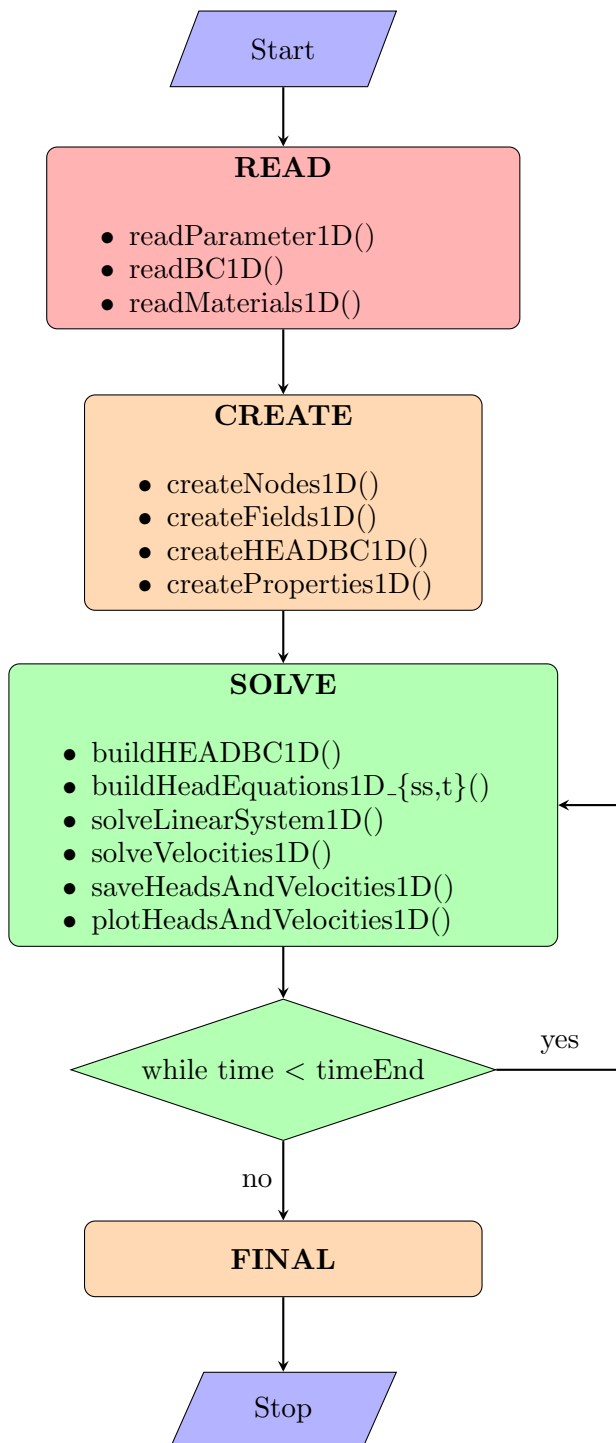 Start
READ
• readParameter1D()
• readBC1D()
• readMaterials1D()
CREATE
• createNodes1D()
• createFields1D()
• createHEADBC1D()
• createProperties1D()
SOLVE
• buildHEADBC1D()
• buildHeadEquations1D_{ss,t}()
• solveLinearSystem1D()
• solveVelocities1D()
• saveHeadsAndVelocities1D()
• plotHeadsAndVelocities1D()
yes
while time < timeEnd
no
FINAL
Stop